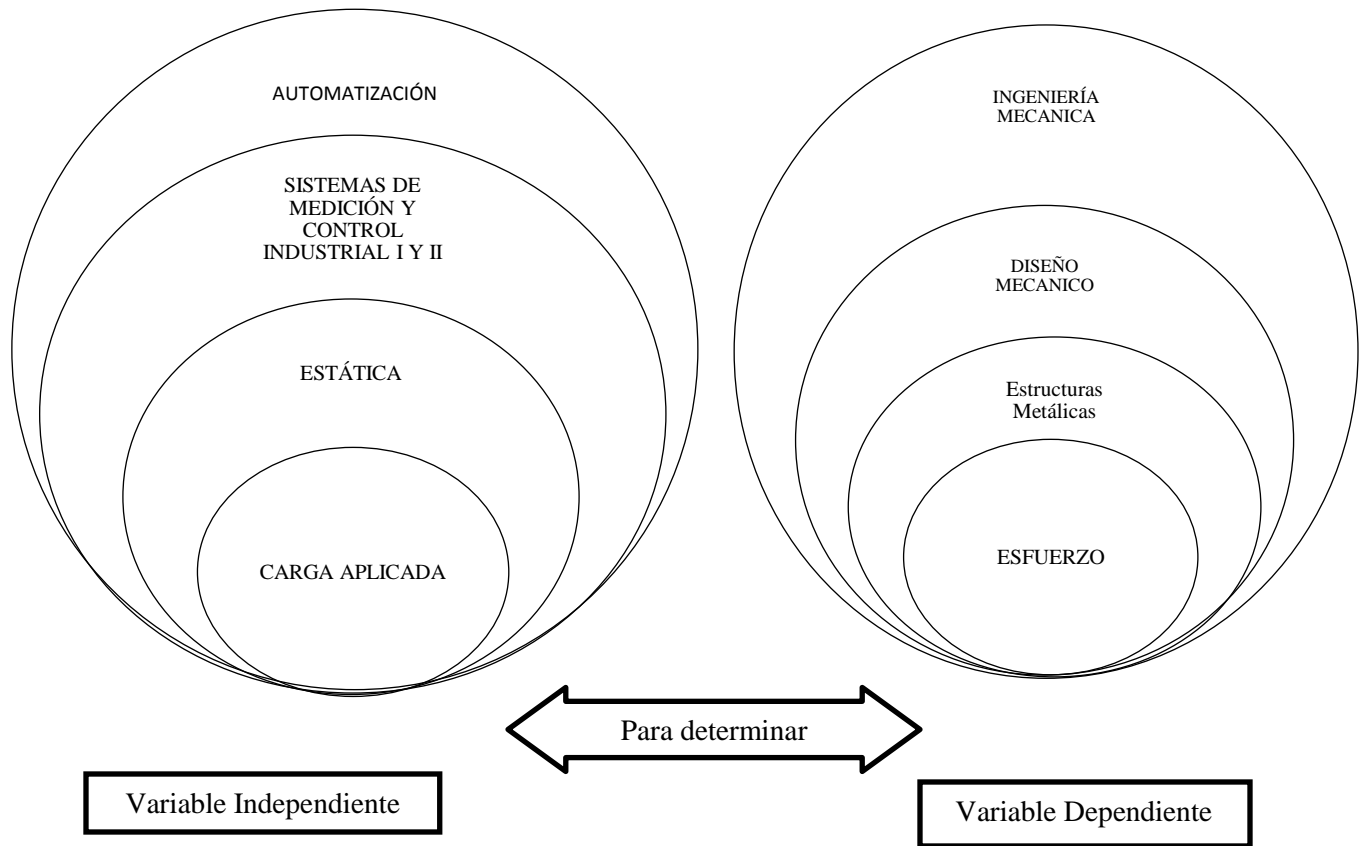 AUTOMATIZACIÓN
SISTEMAS DE
MEDICIÓN Y
CONTROL
INDUSTRIAL I Y II
ESTÁTICA
CARGA APLICADA
INGENIERÍA
MECANICA
DISEÑO
MECANICO
Estructuras
Metálicas
ESFUERZO
Para determinar
Variable Independiente
Variable Dependiente